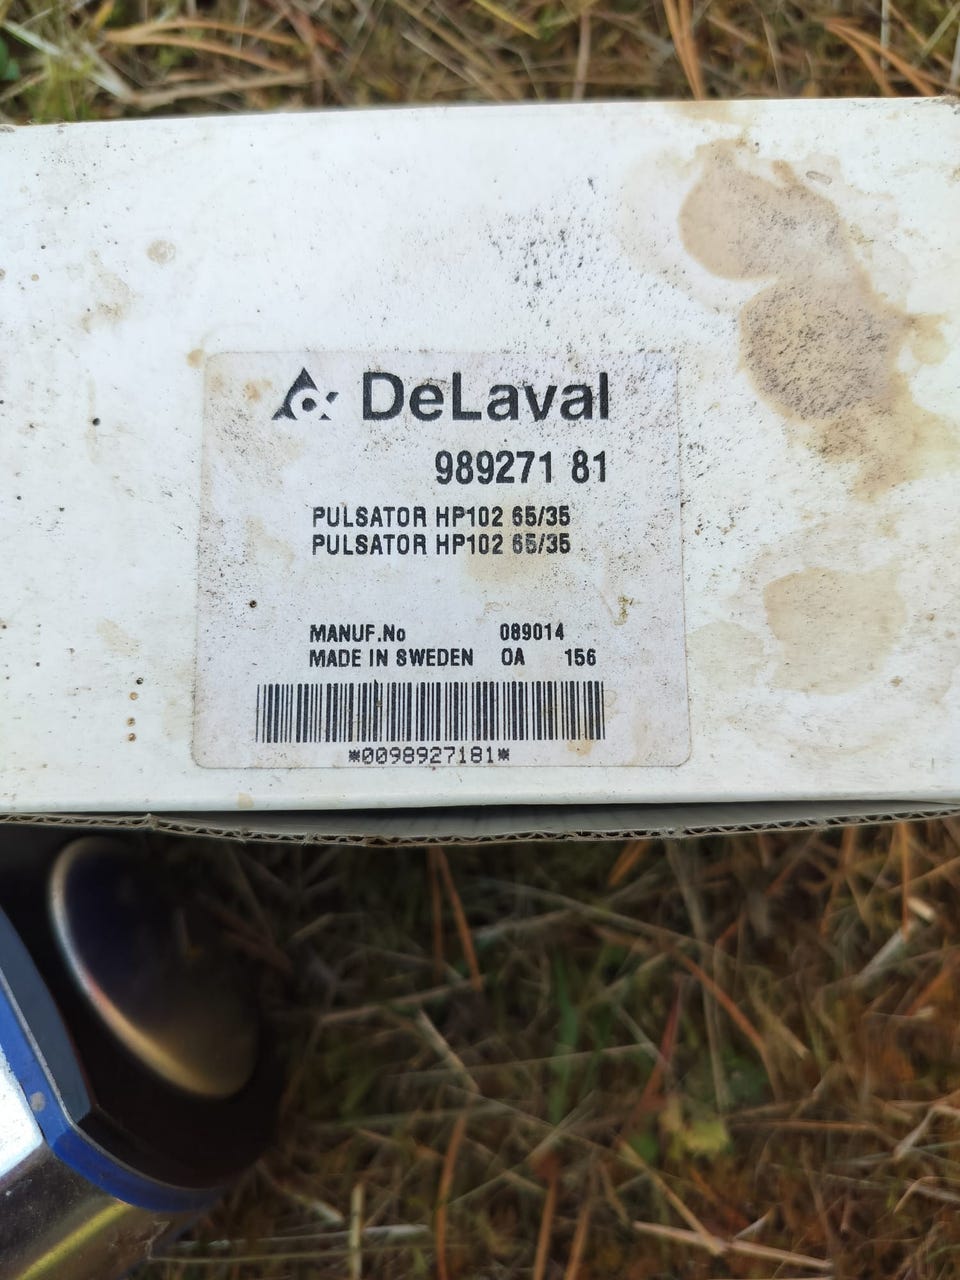 DeLaval
989271 81
PULSATOR HP102 65/35
PULSATOR HP102 65/35
MANUF.No 089014
MADE IN SWEDEN OA 156
*0098927181*